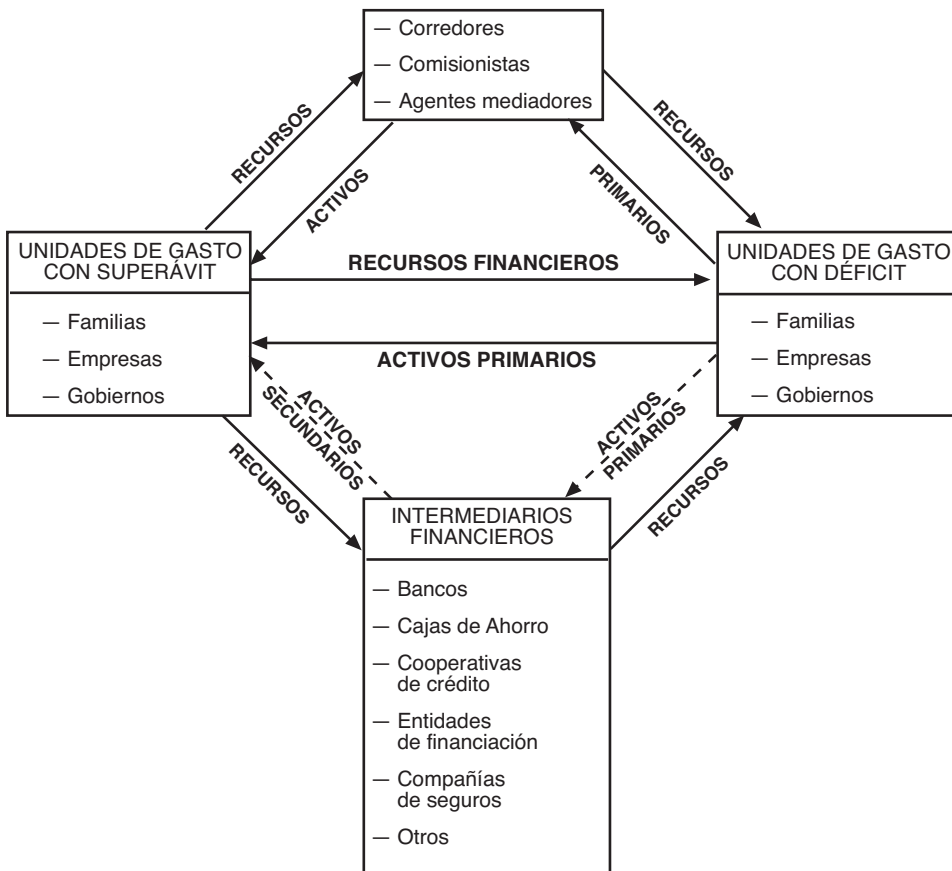 — Corredores
— Comisionistas
— Agentes mediadores
RECURSOS
ACTIVOS
PRIMARIOS
RECURSOS
UNIDADES DE GASTO
CON SUPERÁVIT
— Familias
— Empresas
— Gobiernos
RECURSOS FINANCIEROS
ACTIVOS PRIMARIOS
UNIDADES DE GASTO
CON DÉFICIT
— Familias
— Empresas
— Gobiernos
RECURSOS
ACTIVOS
SECUNDARIOS
ACTIVOS
PRIMARIOS
RECURSOS
INTERMEDIARIOS
FINANCIEROS
— Bancos
— Cajas de Ahorro
— Cooperativas
de crédito
— Entidades
de financiación
— Compañías
de seguros
— Otros